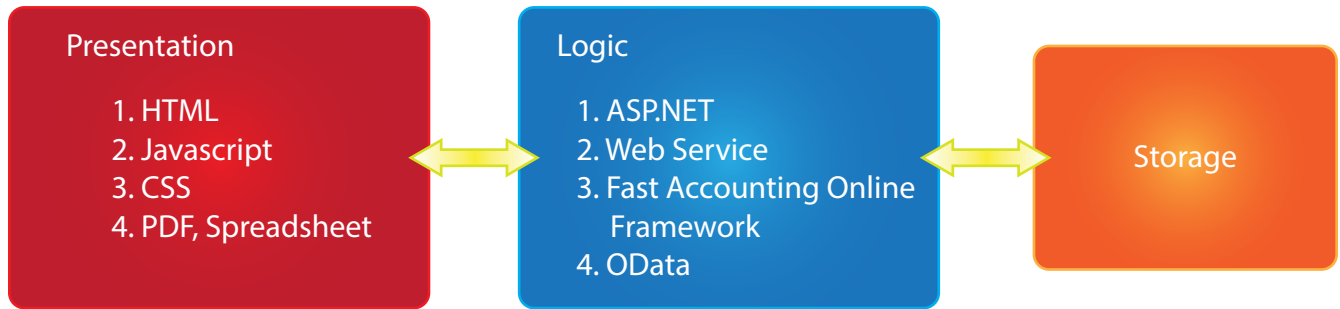 Presentation
1. HTML
2. Javascript
3. CSS
4. PDF, Spreadsheet
Logic
1. ASP.NET
2. Web Service
3. Fast Accounting Online
Framework
4. OData
Storage